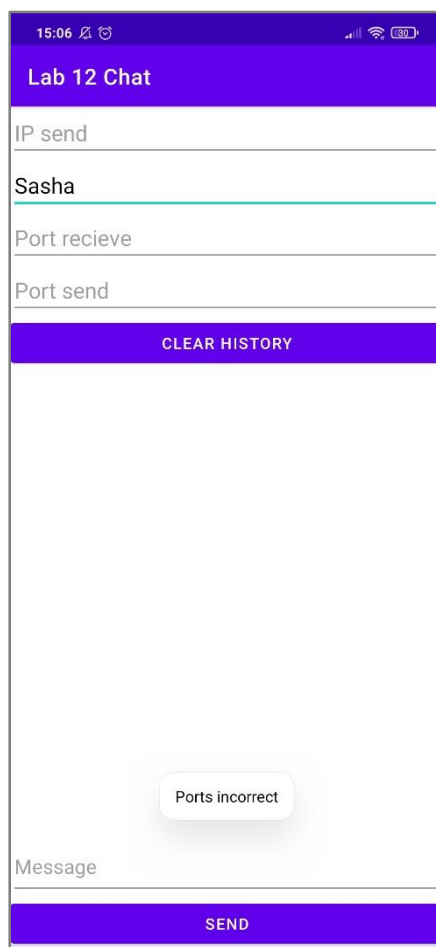 15:06 30
Lab 12 Chat
IP send
Sasha
Port recieve
Port send
CLEAR HISTORY
Ports incorrect
Message
SEND